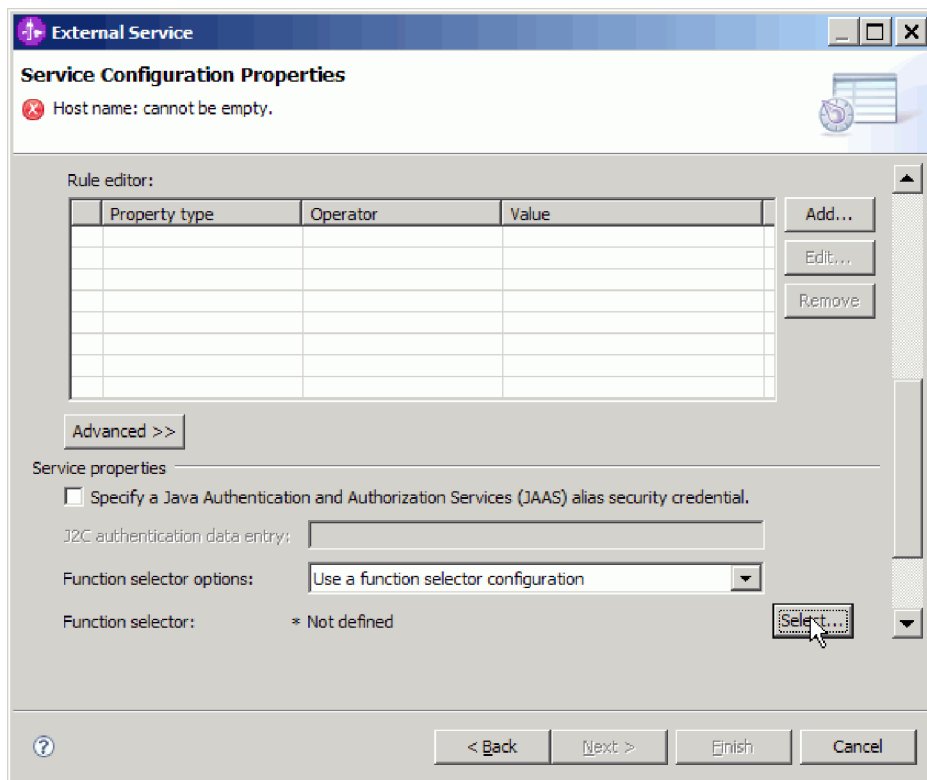 External Service
Service Configuration Properties
Host name: cannot be empty.
Rule editor:
Property type Operator Value
Add...
Edit...
Remove
Advanced >>
Service properties
Specify a Java Authentication and Authorization Services (JAAS) alias security credential.
J2C authentication data entry:
Function selector options: Use a function selector configuration
Function selector: * Not defined Select...
? < Back Next > Finish Cancel